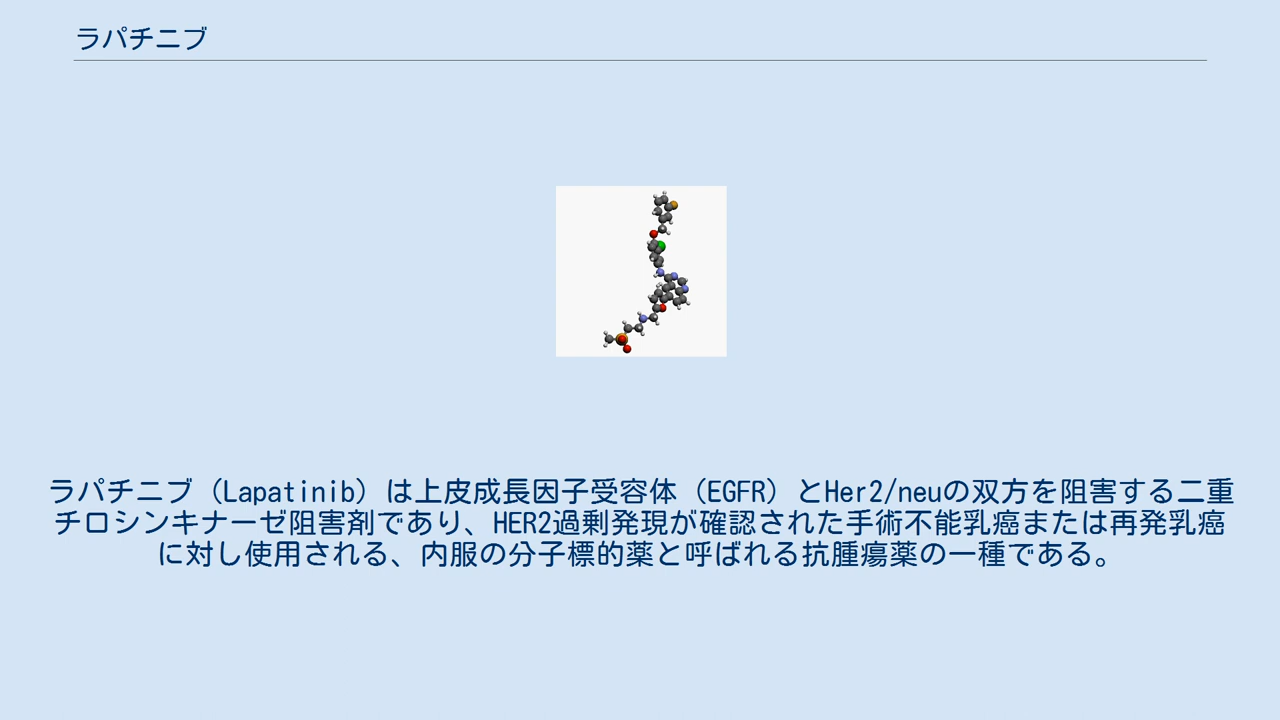 ラパチニブ
ラパチニブ（Lapatinib）は上皮成長因子受容体（EGFR）とHer2/neuの双方を阻害する二重
チロシンキナーゼ阻害剤であり、HER2過剰発現が確認された手術不能乳癌または再発乳癌
に対し使用される、内服の分子標的薬と呼ばれる抗腫瘍薬の一種である。